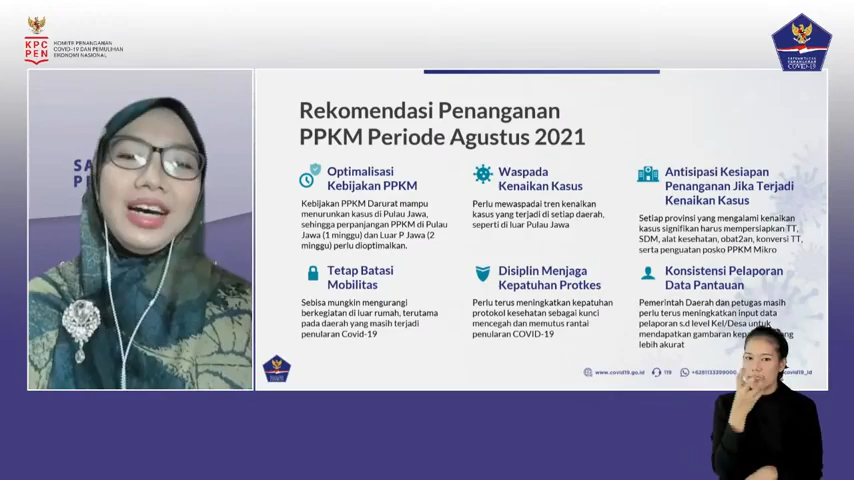 KPC
PEN
KOMITE PENANGANAN
COVID-19 DAN PEMULIHAN
EKONOMI NASIONAL
COVID-19
SA
P
Rekomendasi Penanganan
PPKM Periode Agustus 2021
Optimalisasi
Kebijakan PPKM
Kebijakan PPKM Darurat mampu
menurunkan kasus di Pulau Jawa,
sehingga perpanjangan PPKM di Pulau
Jawa (1 minggu) dan Luar P Jawa (2
minggu) perlu dioptimalkan.
Waspada
Kenaikan Kasus
Perlu mewaspadai tren kenaikan
kasus yang terjadi di setiap daerah,
seperti di luar Pulau Jawa
Antisipasi Kesiapan
Penanganan Jika Terjadi
Kenaikan Kasus
Setiap provinsi yang mengalami kenaikan
kasus signifikan harus mempersiapkan TT,
SDM, alat kesehatan, obat2an, konversi TT,
serta penguatan posko PPKM Mikro
Tetap Batasi
Mobilitas
Sebisa mungkin mengurangi
berkegiatan di luar rumah, terutama
pada daerah yang masih terjadi
penularan Covid-19
Disiplin Menjaga
Kepatuhan Protkes
Perlu terus meningkatkan kepatuhan
protokol kesehatan sebagai kunci
mencegah dan memutus rantai
penularan COVID-19
Konsistensi Pelaporan
Data Pantauan
Pemerintah Daerah dan petugas masih
perlu terus meningkatkan input data
pelaporan s.d level Kel/Desa untuk
mendapatkan gambaran
lebih akurat
www.covid19.go.id 119 +6281133399000 covid19_id